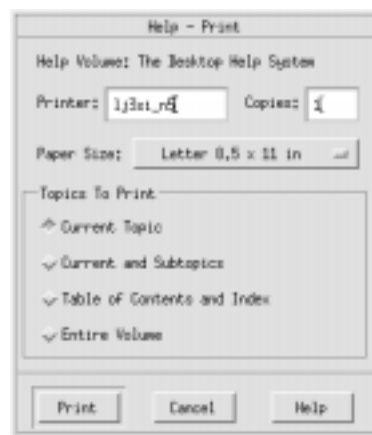 Help - Print
Help Volume: The Desktop Help System
Printer: lj3si_n5 Copies: 1
Paper Size: Letter 8.5 x 11 in
Topics To Print
Current Topic
Current and Subtopics
Table of Contents and Index
Entire Volume
Print Cancel Help